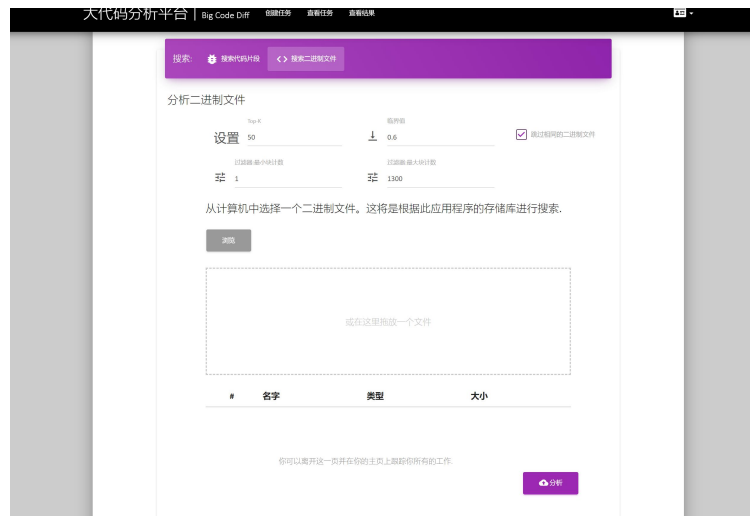 大代码分析平台 | Big Code Diff 创建任务 查看任务 查看结果
搜索: 搜索代码片段 <> 搜索二进制文件
分析二进制文件
Top-K 临界值
设置 50 0.6 跳过相同的二进制文件
过滤器:最小块计数 过滤器:最大块计数
1 1300
从计算机中选择一个二进制文件。这将是根据此应用程序的存储库进行搜索.
浏览
或在这里拖放一个文件
# 名字 类型 大小
你可以离开这一页并在你的主页上跟踪你所有的工作.
分析